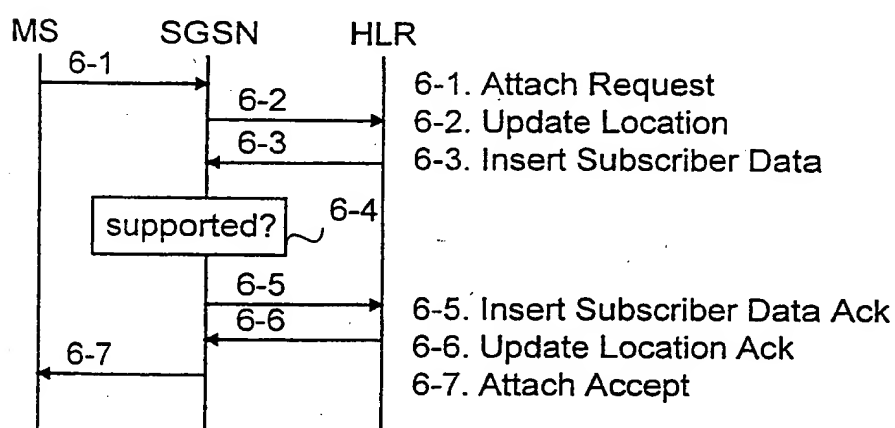 MS SGSN HLR
6-1
6-1. Attach Request
6-2
6-2. Update Location
6-3
6-3. Insert Subscriber Data
supported?
6-4
6-5
6-5. Insert Subscriber Data Ack
6-6
6-6. Update Location Ack
6-7
6-7. Attach Accept